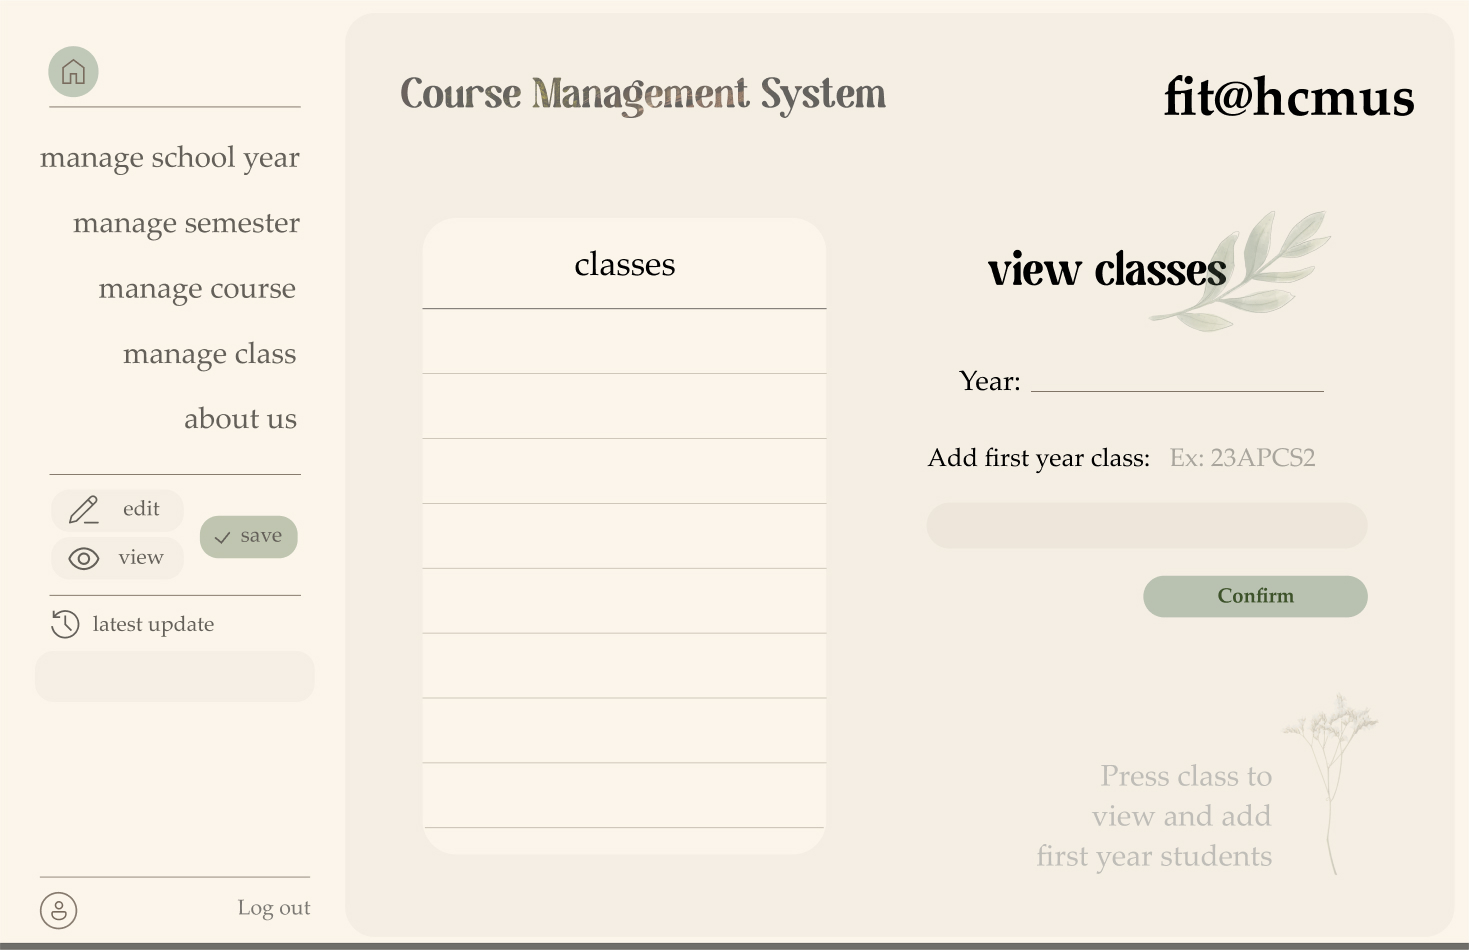 manage school year
manage semester
manage course
manage class
about us
edit
view
save
latest update
Log out
Course Management System
fit@hcmus
classes
view classes
Year:
Add first year class: Ex: 23APCS2
Confirm
Press class to
view and add
first year students